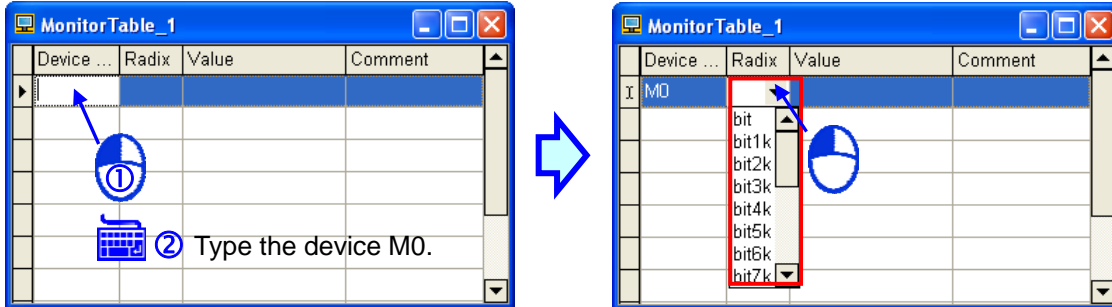 MonitorTable_1
Device ... Radix Value Comment
①
② Type the device M0.
MonitorTable_1
Device ... Radix Value Comment
M0
bit
bit1k
bit2k
bit3k
bit4k
bit5k
bit6k
bit7k